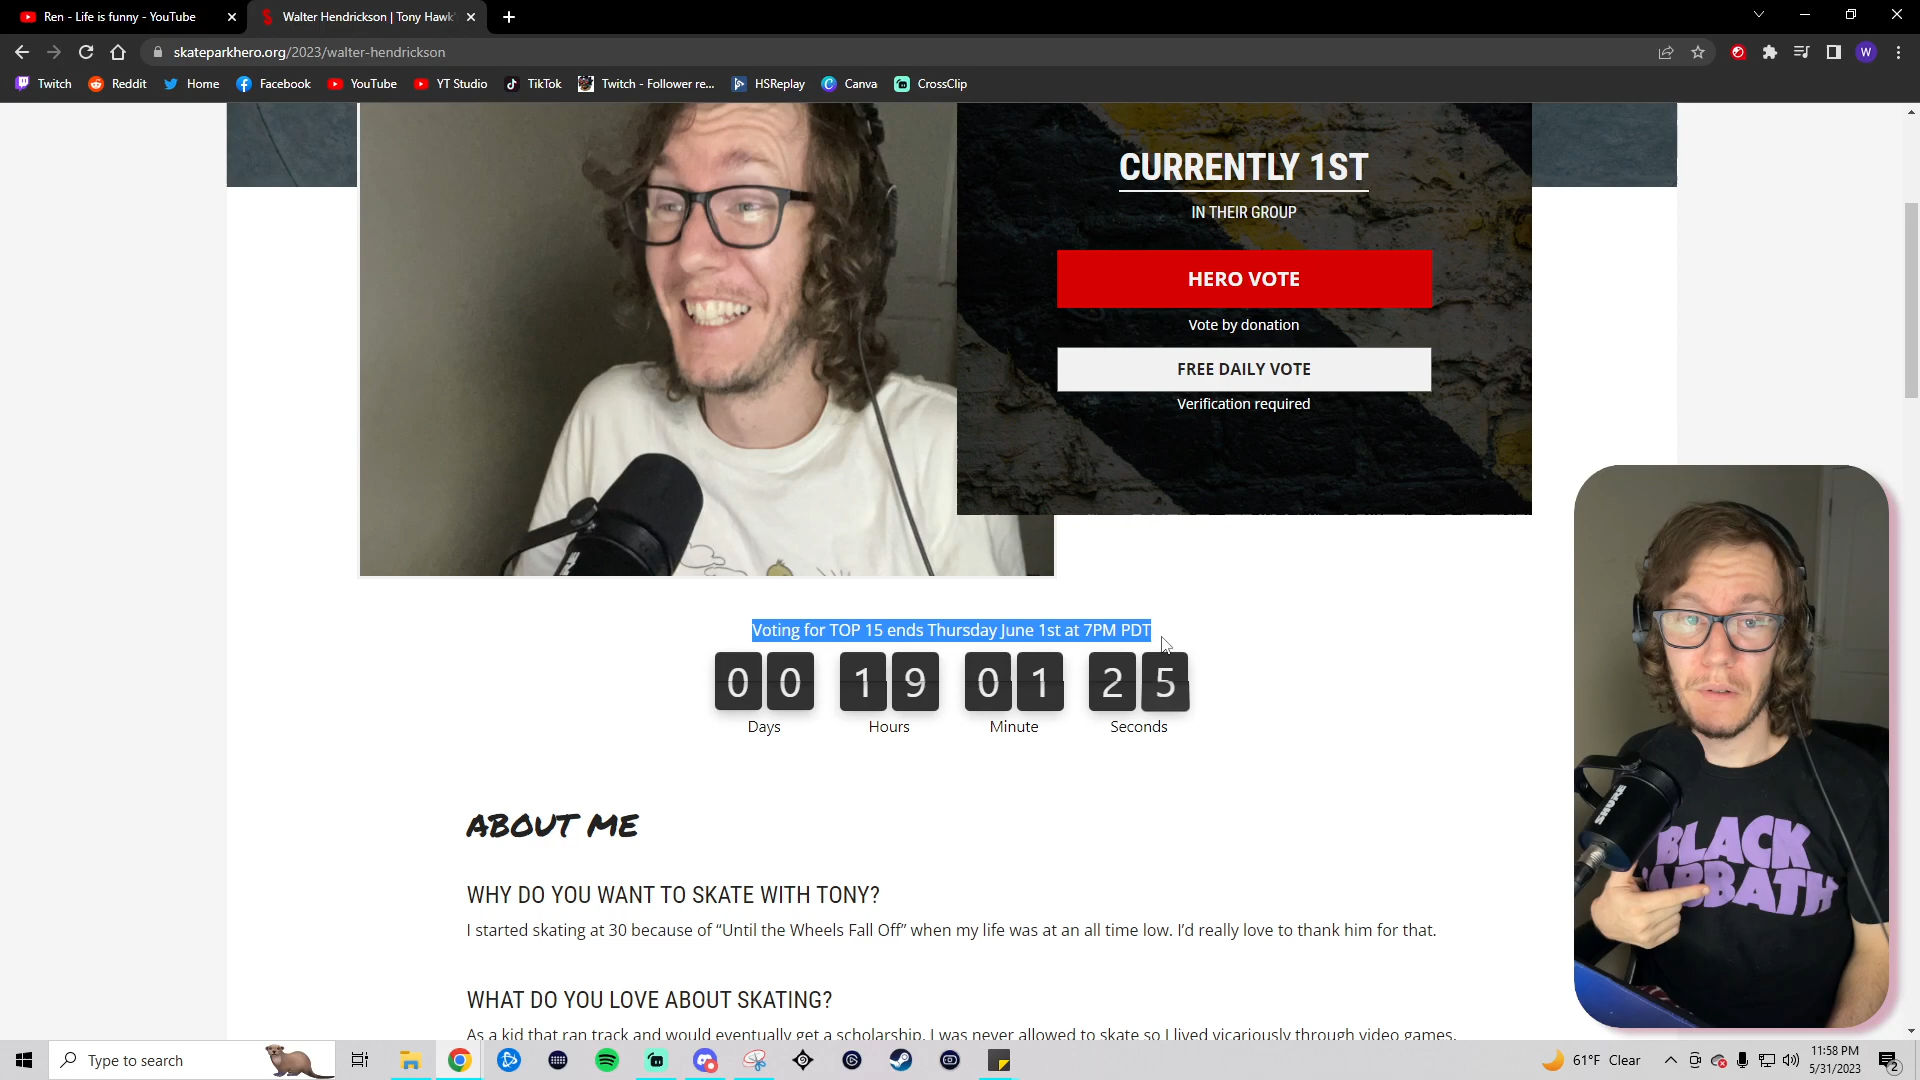 Ren - Life is funny - YouTube
Walter Hendrickson | Tony Hawk'
skateparkhero.org/2023/walter-hendrickson
W
Twitch
Reddit
Home
Facebook
YouTube
YT Studio
TikTok
Twitch - Follower re...
HSReplay
Canva
CrossClip
CURRENTLY 1ST
IN THEIR GROUP
HERO VOTE
Vote by donation
FREE DAILY VOTE
Verification required
Voting for TOP 15 ends Thursday June 1st at 7PM PDT
00 19 01 25
Days Hours Minute Seconds
ABOUT ME
WHY DO YOU WANT TO SKATE WITH TONY?
I started skating at 30 because of “Until the Wheels Fall Off” when my life was at an all time low. I’d really love to thank him for that.
WHAT DO YOU LOVE ABOUT SKATING?
As a kid that ran track and would eventually get a scholarship, I was never allowed to skate so I lived vicariously through video games.
SHURE
BLACK
SABBATH
Type to search
61°F Clear
11:58 PM
5/31/2023
2